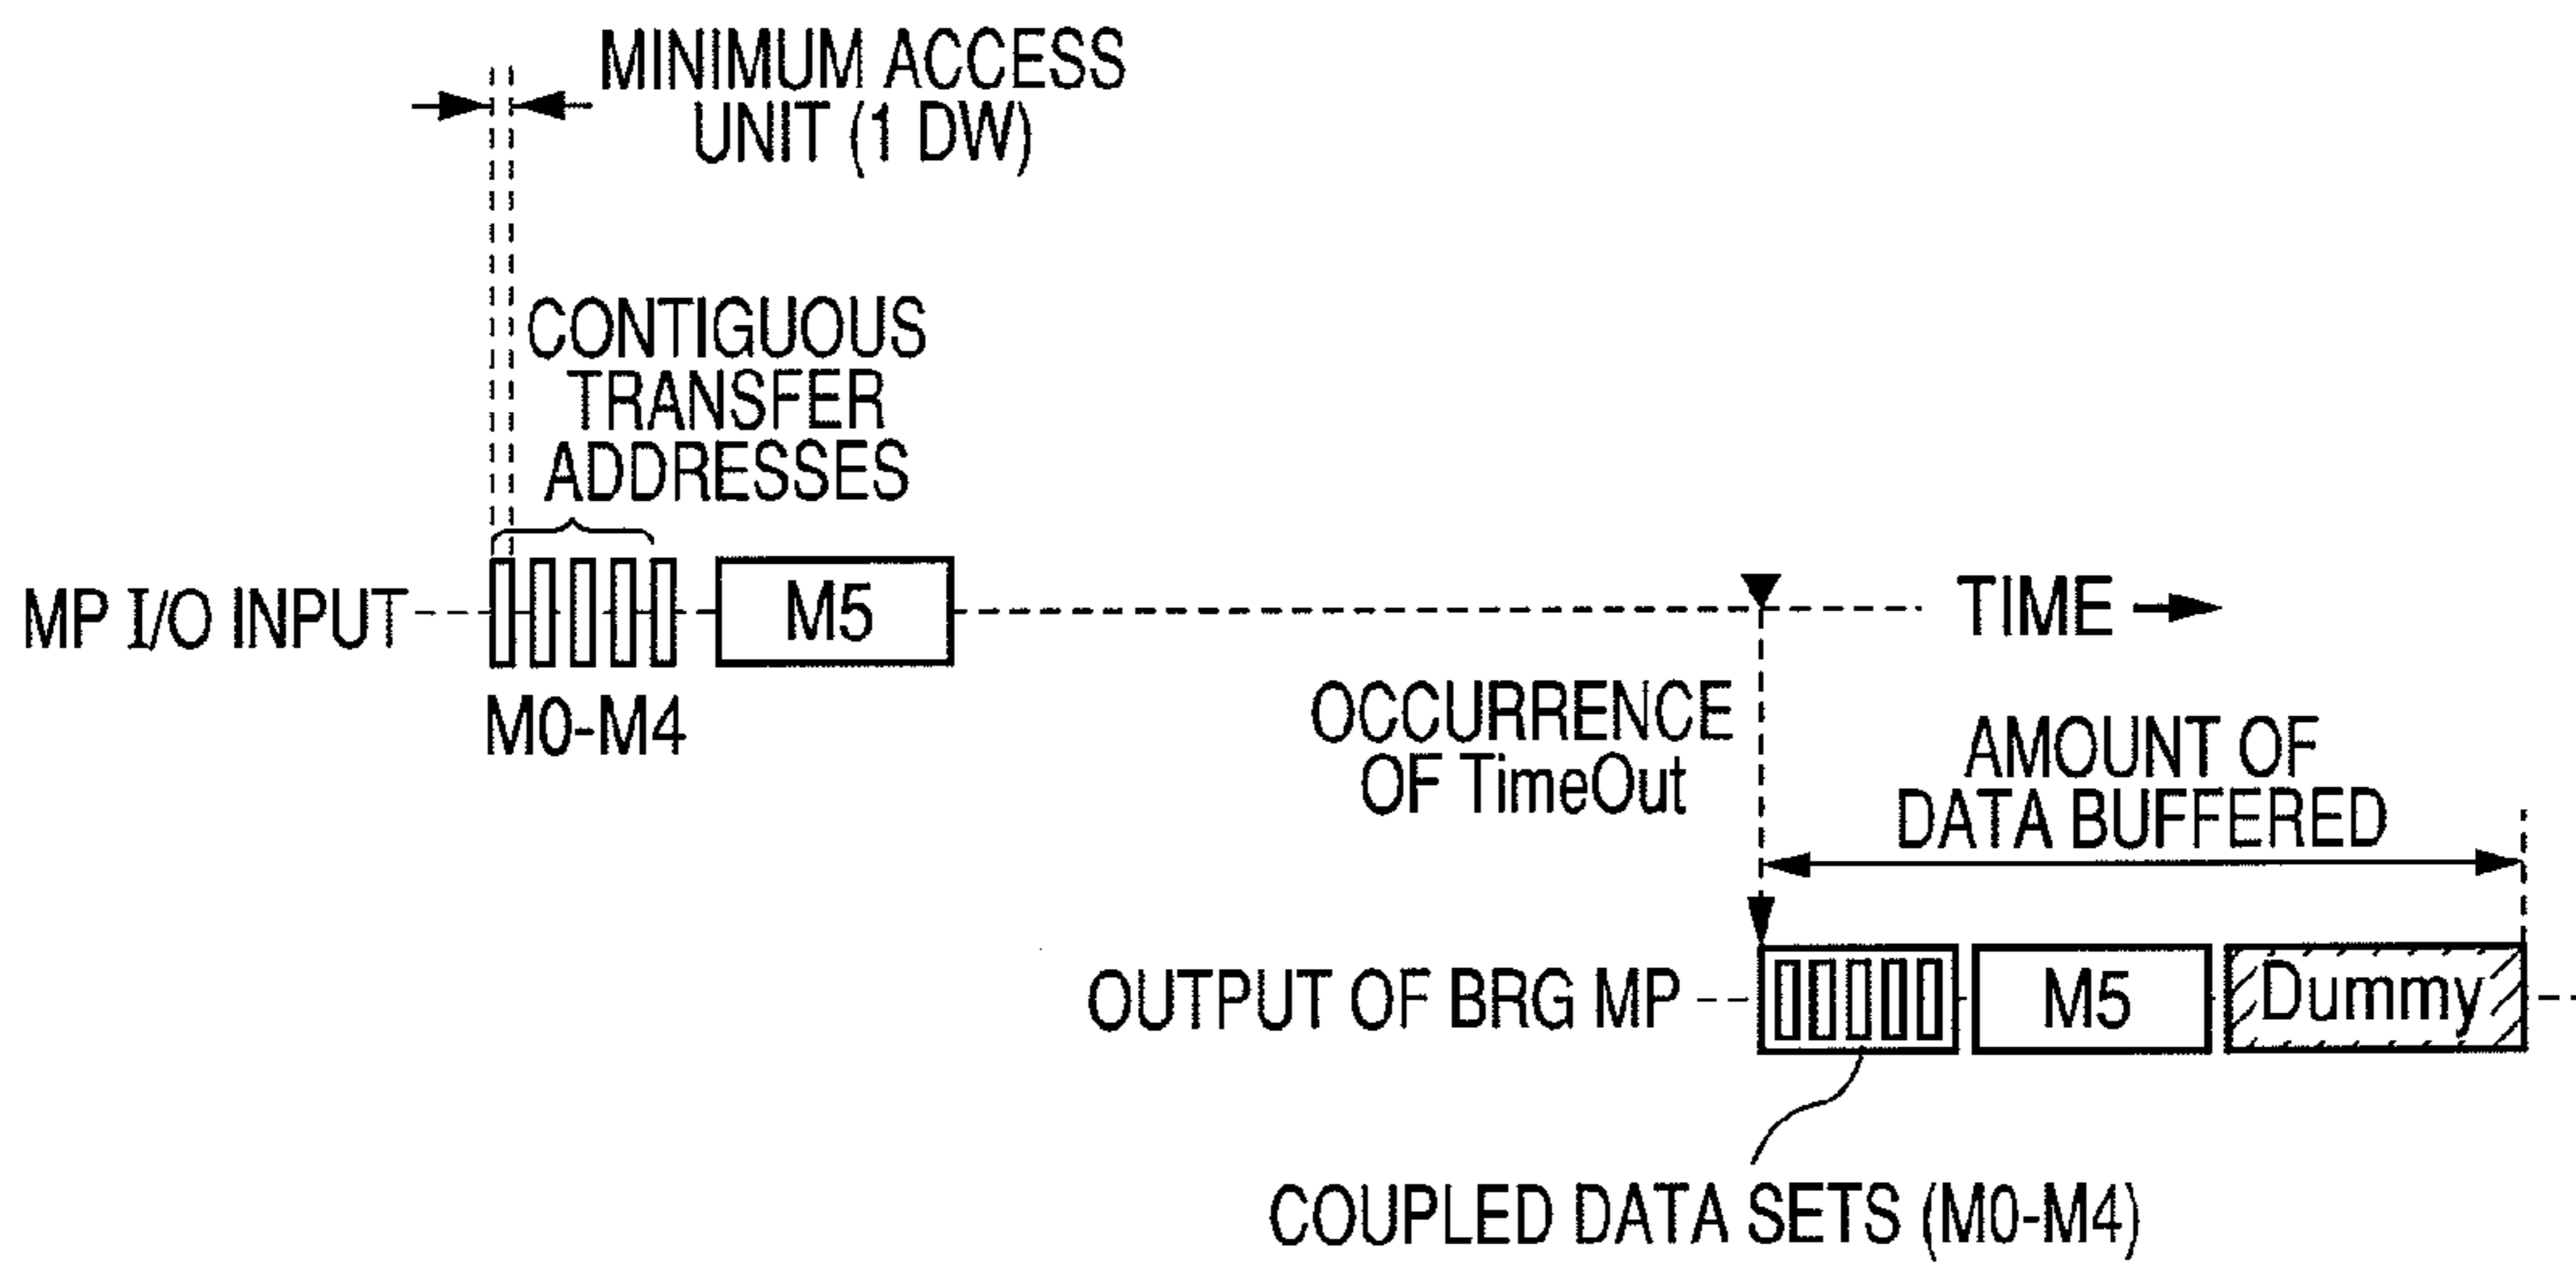 MINIMUM ACCESS
UNIT (1 DW)
CONTIGUOUS
TRANSFER
ADDRESSES
MP I/O INPUT
M5
TIME
M0-M4
OCCURRENCE
OF TimeOut
AMOUNT OF
DATA BUFFERED
OUTPUT OF BRG MP
M5
Dummy
COUPLED DATA SETS (M0-M4)